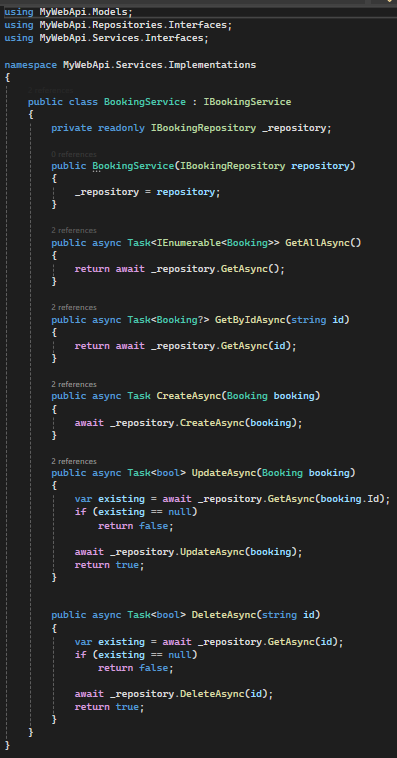 using MyWebApi.Models;
using MyWebApi.Repositories.Interfaces;
using MyWebApi.Services.Interfaces;

namespace MyWebApi.Services.Implementations
{
    public class BookingService : IBookingService
    {
        private readonly IBookingRepository _repository;

        0 references
        public BookingService(IBookingRepository repository)
        {
            _repository = repository;
        }

        2 references
        public async Task<IEnumerable<Booking>> GetAllAsync()
        {
            return await _repository.GetAsync();
        }

        2 references
        public async Task<Booking?> GetByIdAsync(string id)
        {
            return await _repository.GetAsync(id);
        }

        2 references
        public async Task CreateAsync(Booking booking)
        {
            await _repository.CreateAsync(booking);
        }

        2 references
        public async Task<bool> UpdateAsync(Booking booking)
        {
            var existing = await _repository.GetAsync(booking.Id);
            if (existing == null)
                return false;

            await _repository.UpdateAsync(booking);
            return true;
        }

        public async Task<bool> DeleteAsync(string id)
        {
            var existing = await _repository.GetAsync(id);
            if (existing == null)
                return false;

            await _repository.DeleteAsync(id);
            return true;
        }
    }
}